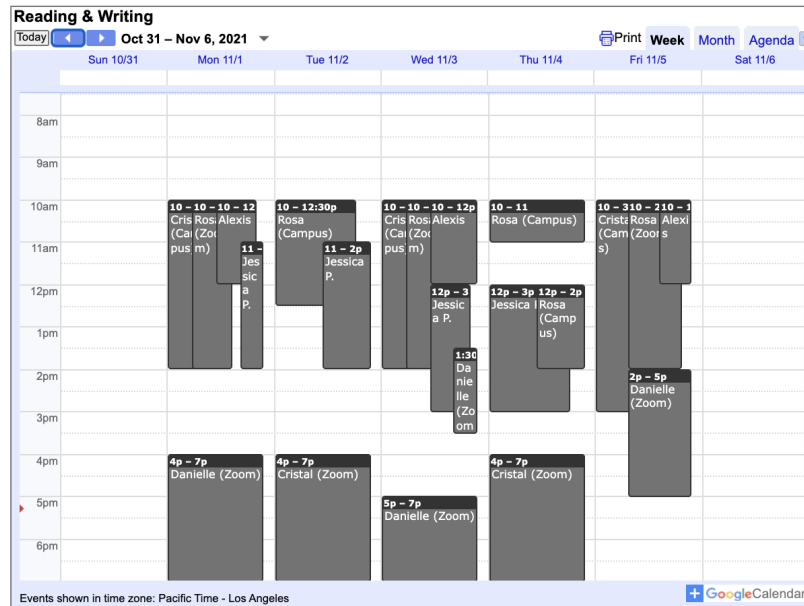 Reading & Writing
Today Oct 31 – Nov 6, 2021 Print Week Month Agenda
Sun 10/31 Mon 11/1 Tue 11/2 Wed 11/3 Thu 11/4 Fri 11/5 Sat 11/6
8am
9am
10am
11am
12pm
1pm
2pm
3pm
4pm
5pm
6pm
10 –
Cris
(Ca
pus
10 –
Ros
(Zo
m)
10 – 12
Alexis
11 –
Jes
sic
a
P.
4p – 7p
Danielle (Zoom)
10 – 12:30p
Rosa
(Campus)
11 – 2p
Jessica
P.
4p – 7p
Cristal (Zoom)
10 –
Cris
(Ca
pus
10 –
Ros
(Zo
m)
10 – 12p
Alexis
12p – 3
Jessic
a P.
1:30
Da
nie
lle
(Zo
om
5p – 7p
Danielle (Zoom)
10 – 11
Rosa (Campus)
12p – 3p
Jessica
12p – 2p
Rosa
(Camp
us)
4p – 7p
Cristal (Zoom)
10 – 3
Crista
(Cam
s)
10 – 2
Rosa
(Zoom
10 – 1
Alexi
s
2p – 5p
Danielle
(Zoom)
Events shown in time zone: Pacific Time - Los Angeles
GoogleCalendar